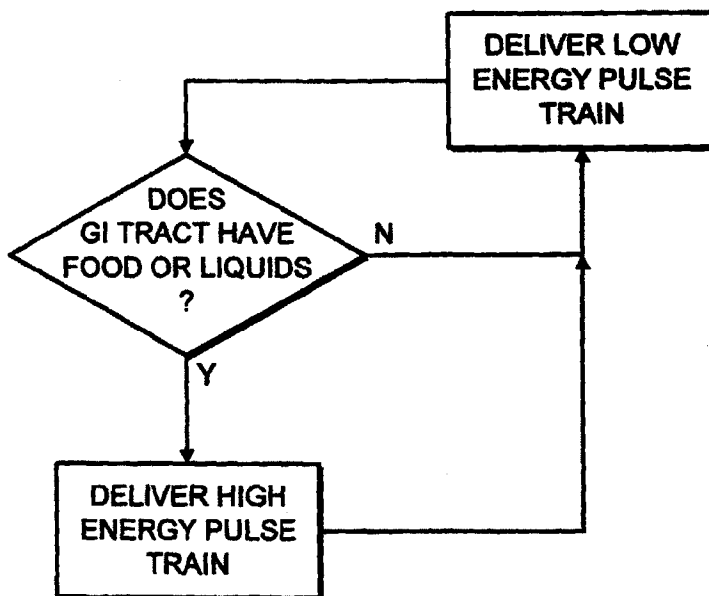 DELIVER LOW
ENERGY PULSE
TRAIN
DOES
GI TRACT HAVE
FOOD OR LIQUIDS
?
N
Y
DELIVER HIGH
ENERGY PULSE
TRAIN